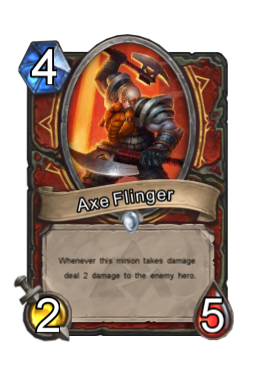 4
Axe Flinger
Whenever this minion takes damage
deal 2 damage to the enemy hero.
2
5